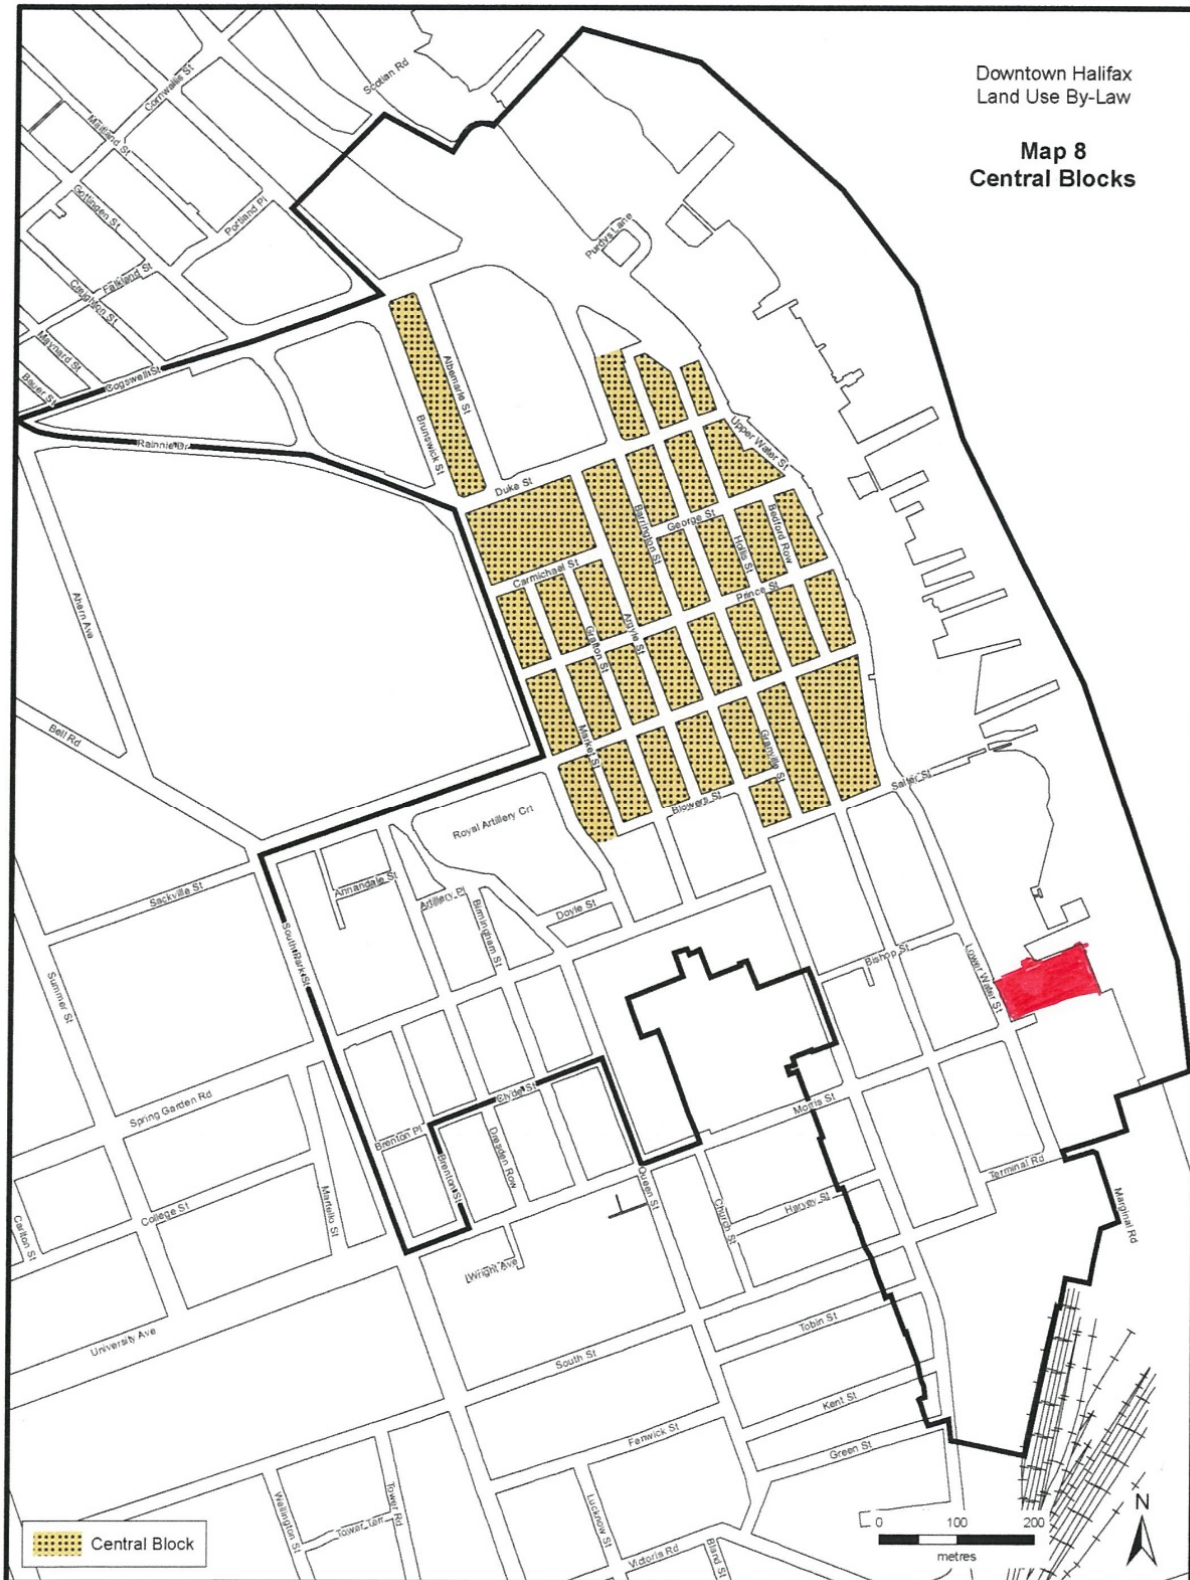 Downtown Halifax
Land Use By-Law
Map 8
Central Blocks
Scotian Rd
Cornwallis St
Maitland St
Gottingen St
Portland Pl
Falkland St
Creighton St
Maynard St
Bauer St
Cogswell St
Rainnie Dr
Purdys Lane
Albemarle St
Brunswick St
Duke St
Upper Water St
Barrington St
George St
Hollis St
Bedford Row
Carmichael St
Prince St
Argyle St
Grafton St
Market St
Granville St
Blowers St
Salter St
Ahern Ave
Bell Rd
Royal Artillery Crt
Sackville St
Annandale St
Artillery Pl
Birmingham St
Doyle St
South Park St
Summer St
Bishop St
Lower Water St
Spring Garden Rd
Clyde St
Morris St
Brenton Pl
Brenton St
Dresden Row
Queen St
Church St
Harvey St
Terminal Rd
Marginal Rd
Carlton St
College St
Martello St
Wright Ave
University Ave
South St
Tobin St
Kent St
Fenwick St
Green St
Wellington St
Tower Terr
Tower Rd
Lucknow St
Victoria Rd
Bland St
Central Block
0 100 200
metres
N